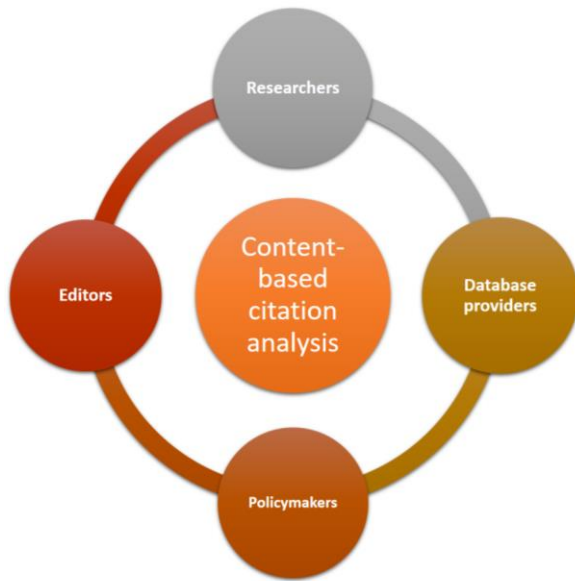 Researchers
Editors
Content-
based
citation
analysis
Database
providers
Policymakers